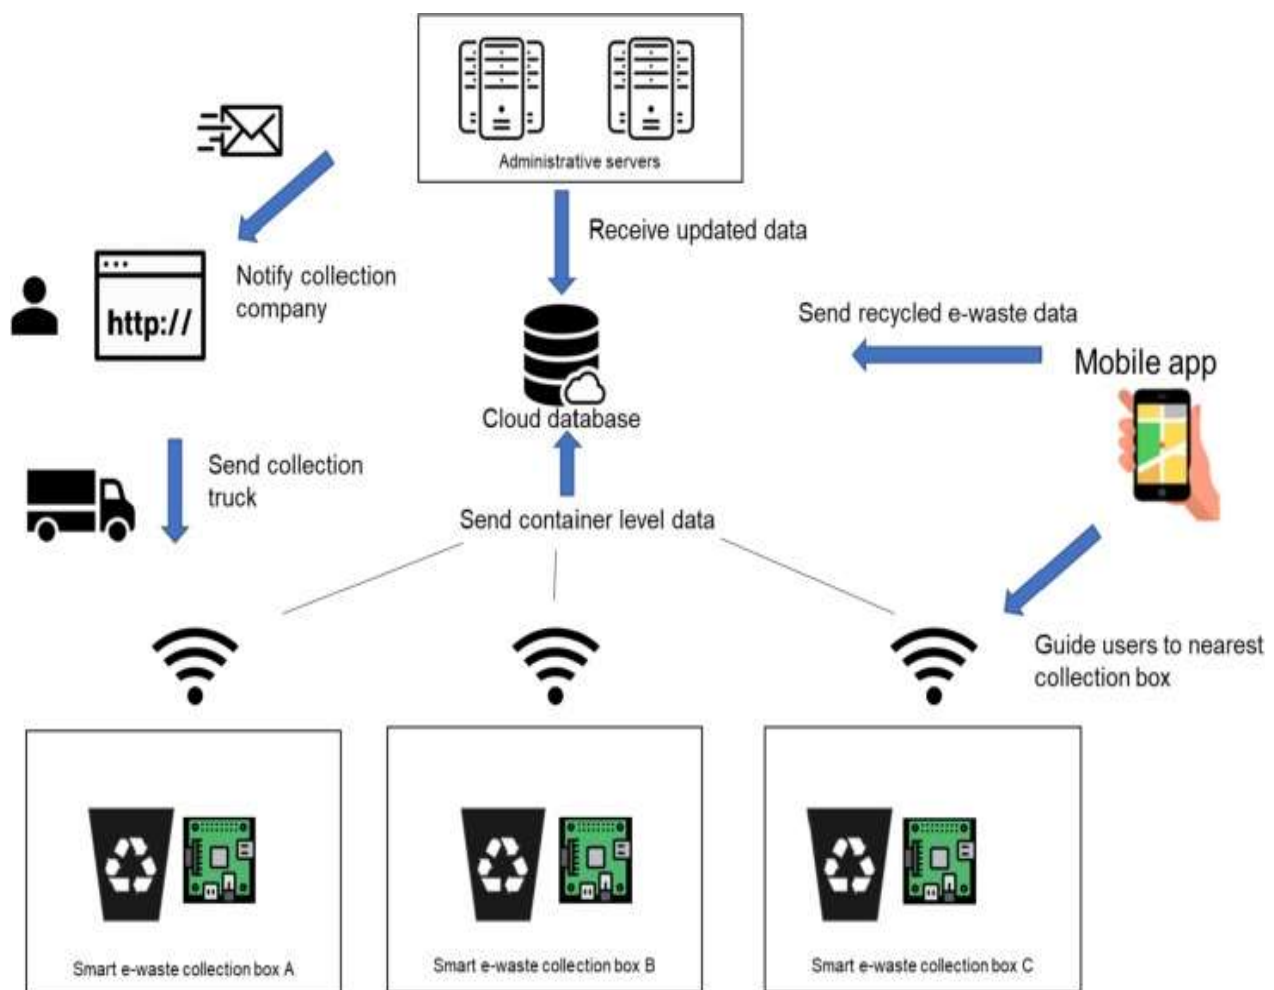 Administrative servers
Receive updated data
Notify collection
company
http://
Send recycled e-waste data
Mobile app
Cloud database
Send collection
truck
Send container level data
Guide users to nearest
collection box
Smart e-waste collection box A
Smart e-waste collection box B
Smart e-waste collection box C